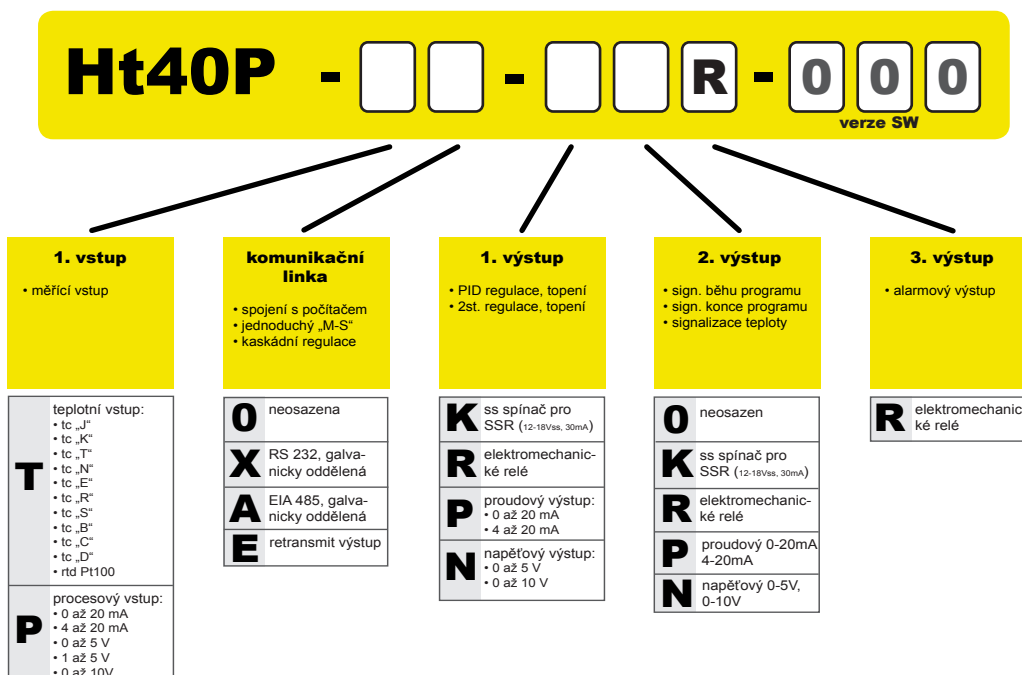 Ht40P - - R - 0 0 0
verze SW
1. vstup
• měřící vstup
T
teplotní vstup:
• tc „J“
• tc „K“
• tc „T“
• tc „N“
• tc „E“
• tc „R“
• tc „S“
• tc „B“
• tc „C“
• tc „D“
• rtd Pt100
P
procesový vstup:
• 0 až 20 mA
• 4 až 20 mA
• 0 až 5 V
• 1 až 5 V
• 0 až 10V
komunikační
linka
• spojení s počítačem
• jednoduchý „M-S“
• kaskádní regulace
0
neosazena
X
RS 232, galva-
nicky oddělená
A
EIA 485, galva-
nicky oddělená
E
retransmit výstup
1. výstup
• PID regulace, topení
• 2st. regulace, topení
K
ss spínač pro
SSR (12-18Vss, 30mA)
R
elektromechanic-
ké relé
P
proudový výstup:
• 0 až 20 mA
• 4 až 20 mA
N
napěťový výstup:
• 0 až 5 V
• 0 až 10 V
2. výstup
• sign. běhu programu
• sign. konce programu
• signalizace teploty
0
neosazen
K
ss spínač pro
SSR (12-18Vss, 30mA)
R
elektromechanic-
ké relé
P
proudový 0-20mA
4-20mA
N
napěťový 0-5V,
0-10V
3. výstup
• alarmový výstup
R
elektromechanic
ké relé